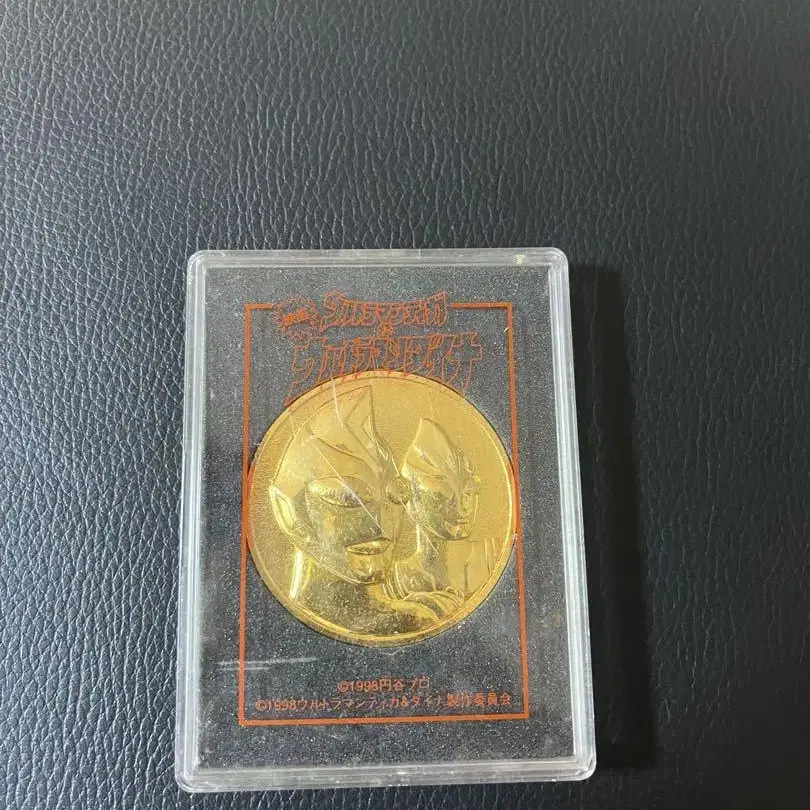 映画
ウルトラマンティガ
&
ウルトラマンダイナ
©1998円谷プロ
©1998ウルトラマンティガ&ダイナ製作委員会